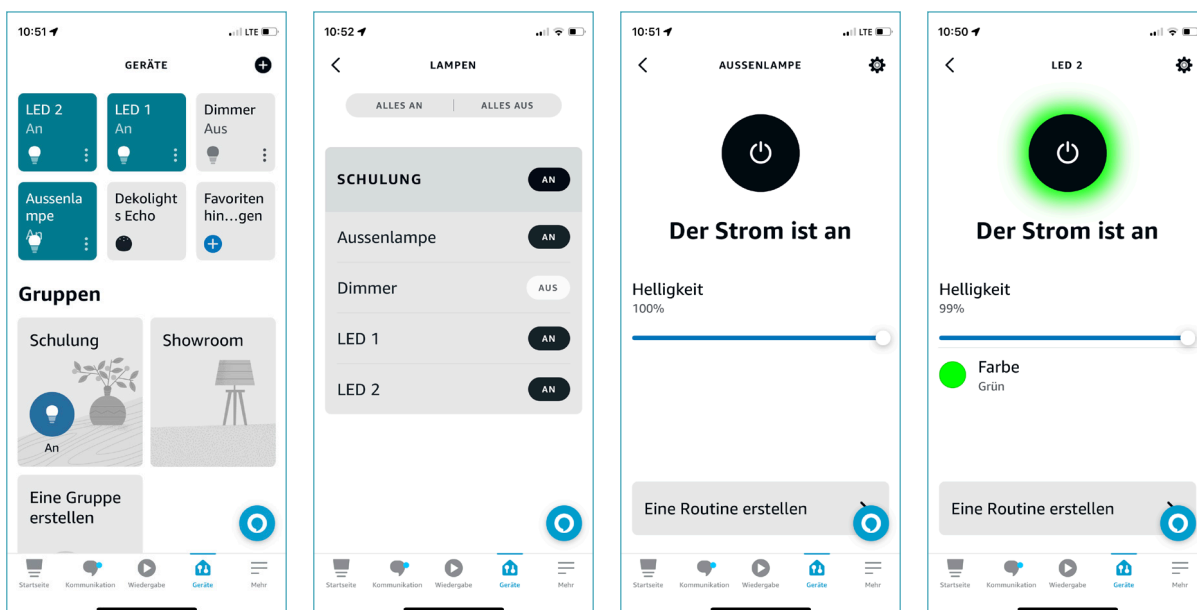 10:51
LTE
GERÄTE
LED 2
An
LED 1
An
Dimmer
Aus
Aussenla
mpe
An
Dekolight
s Echo
Favoriten
hin...gen
Gruppen
Schulung
An
Showroom
Eine Gruppe
erstellen
Startseite
Kommunikation
Wiedergabe
Geräte
Mehr
10:52
LAMPEN
ALLES AN
ALLES AUS
SCHULUNG
AN
Aussenlampe
AN
Dimmer
AUS
LED 1
AN
LED 2
AN
Startseite
Kommunikation
Wiedergabe
Geräte
Mehr
10:51
LTE
AUSSENLAMPE
Der Strom ist an
Helligkeit
100%
Eine Routine erstellen
Startseite
Kommunikation
Wiedergabe
Geräte
Mehr
10:50
LED 2
Der Strom ist an
Helligkeit
99%
Farbe
Grün
Eine Routine erstellen
Startseite
Kommunikation
Wiedergabe
Geräte
Mehr